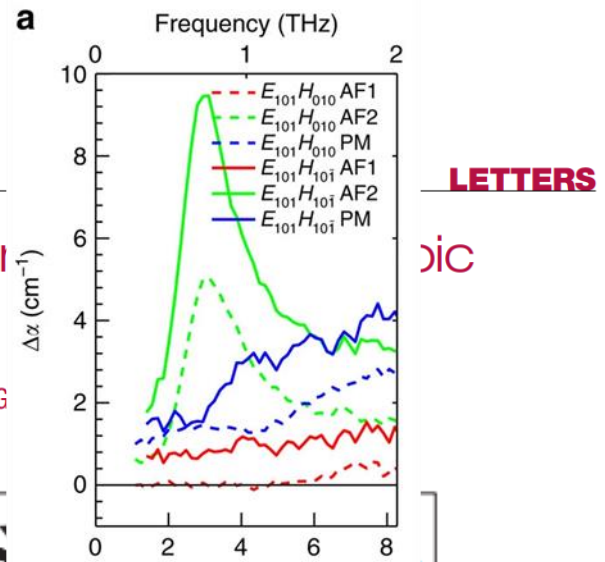 a
Frequency (THz)
0 1 2
10
E101H010 AF1
E101H010 AF2
8
E101H010 PM
E101H101̄ AF1
LETTERS
E101H101̄ AF2
E101H101̄ PM
6
oic
Δα (cm−1)
4
2
0
0 2 4 6 8